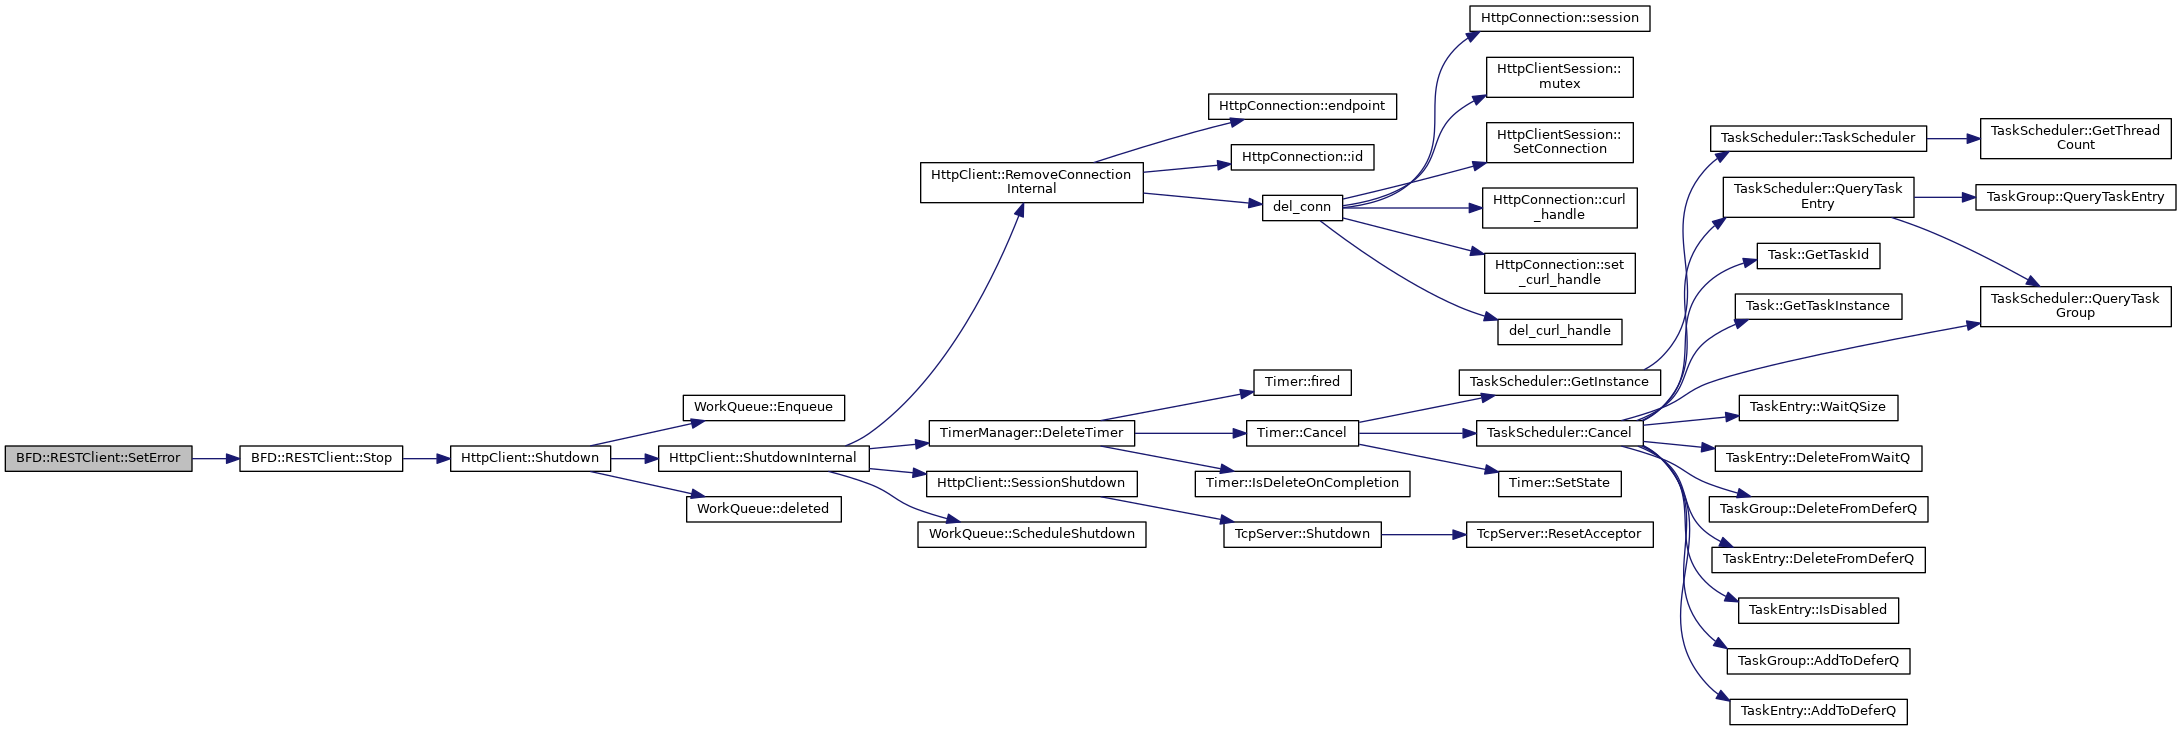 BFD::RESTClient::SetError
BFD::RESTClient::Stop
HttpClient::Shutdown
WorkQueue::Enqueue
HttpClient::ShutdownInternal
WorkQueue::deleted
HttpClient::RemoveConnection
Internal
TimerManager::DeleteTimer
HttpClient::SessionShutdown
WorkQueue::ScheduleShutdown
HttpConnection::endpoint
HttpConnection::id
del_conn
Timer::fired
Timer::Cancel
Timer::IsDeleteOnCompletion
TcpServer::Shutdown
HttpConnection::session
HttpClientSession::
mutex
HttpClientSession::
SetConnection
HttpConnection::curl
_handle
HttpConnection::set
_curl_handle
del_curl_handle
TaskScheduler::GetInstance
TaskScheduler::Cancel
Timer::SetState
TcpServer::ResetAcceptor
TaskScheduler::TaskScheduler
TaskScheduler::QueryTask
Entry
Task::GetTaskId
Task::GetTaskInstance
TaskEntry::WaitQSize
TaskEntry::DeleteFromWaitQ
TaskGroup::DeleteFromDeferQ
TaskEntry::DeleteFromDeferQ
TaskEntry::IsDisabled
TaskGroup::AddToDeferQ
TaskEntry::AddToDeferQ
TaskScheduler::GetThread
Count
TaskGroup::QueryTaskEntry
TaskScheduler::QueryTask
Group